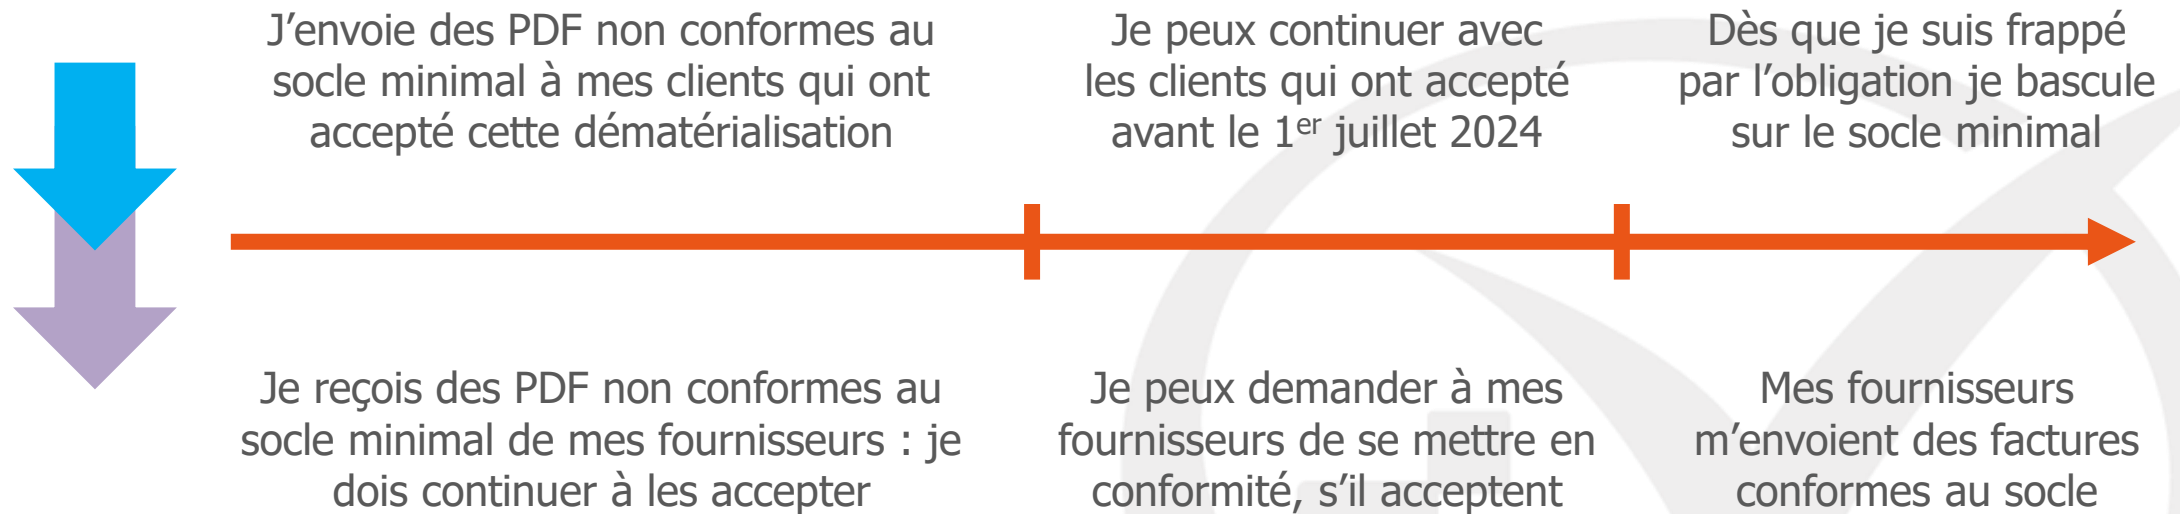 J’envoie des PDF non conformes au
socle minimal à mes clients qui ont
accepté cette dématérialisation
Je peux continuer avec
les clients qui ont accepté
avant le 1er juillet 2024
Dès que je suis frappé
par l’obligation je bascule
sur le socle minimal
Je reçois des PDF non conformes au
socle minimal de mes fournisseurs : je
dois continuer à les accepter
Je peux demander à mes
fournisseurs de se mettre en
conformité, s’il acceptent
Mes fournisseurs
m’envoient des factures
conformes au socle